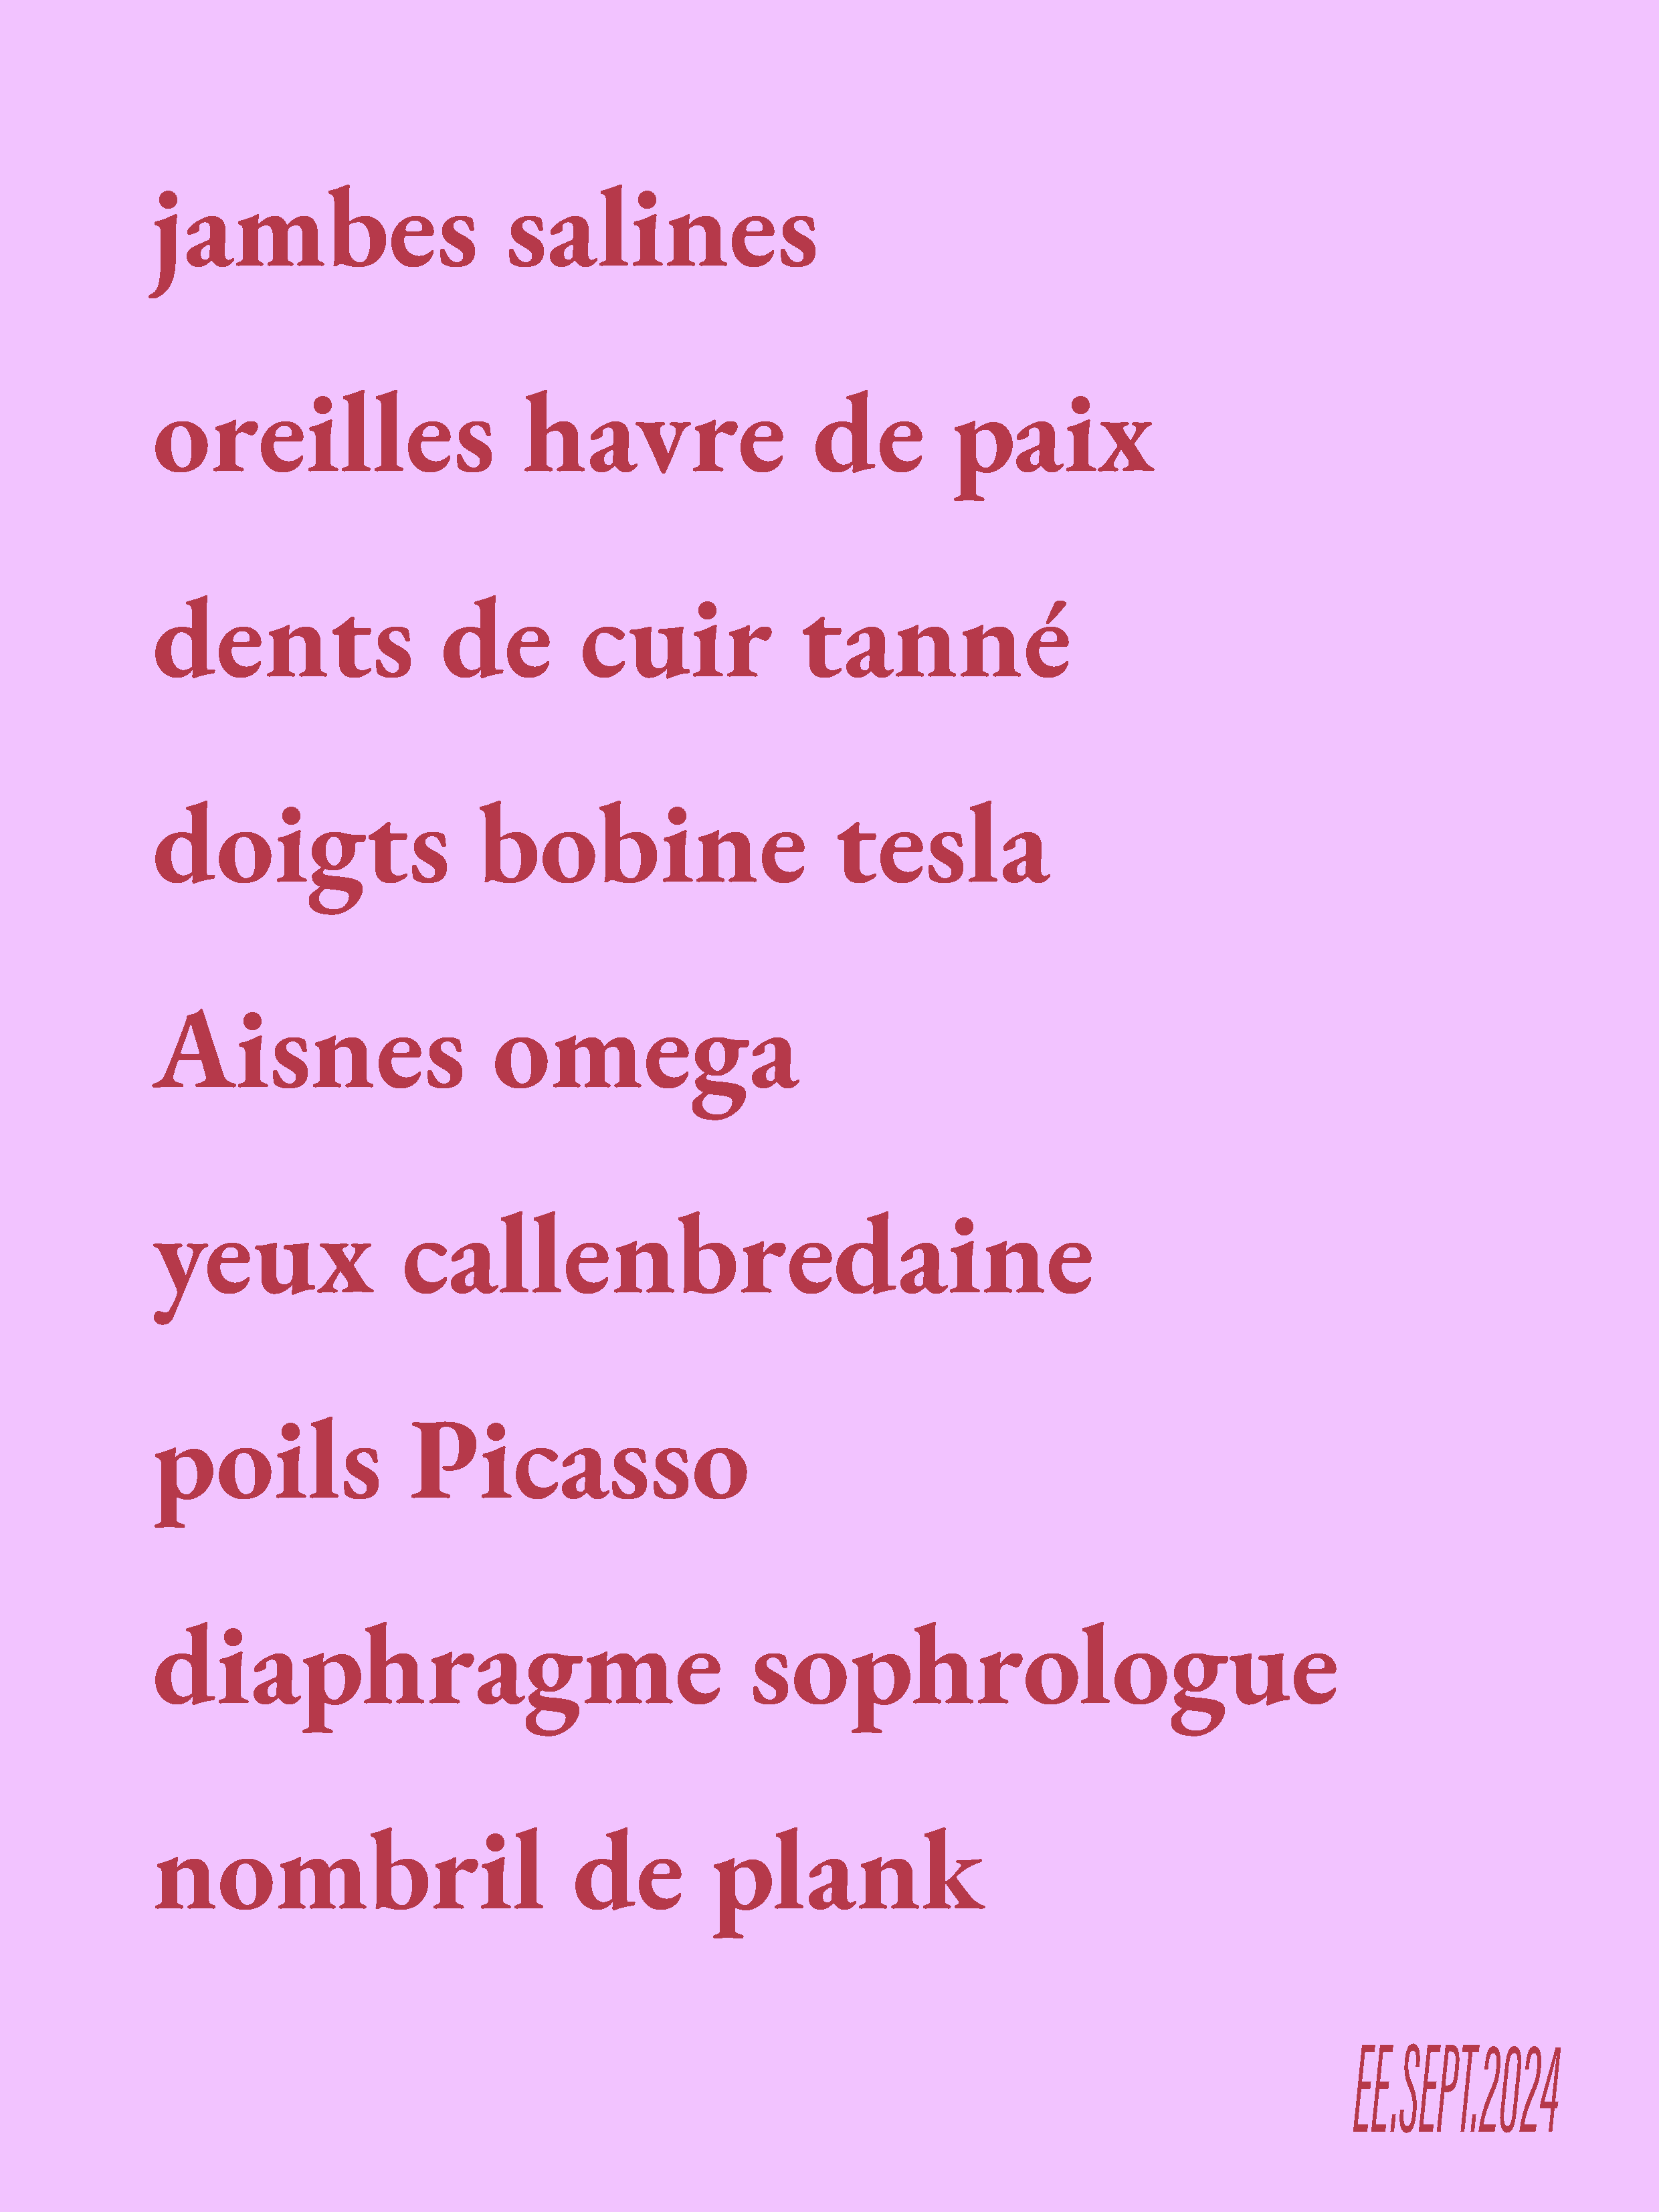 jambes salines
oreilles havre de paix
dents de cuir tanné
doigts bobine tesla
Aisnes omega
yeux callenbredaine
poils Picasso
diaphragme sophrologue
nombril de plank
EE.SEPT.2024